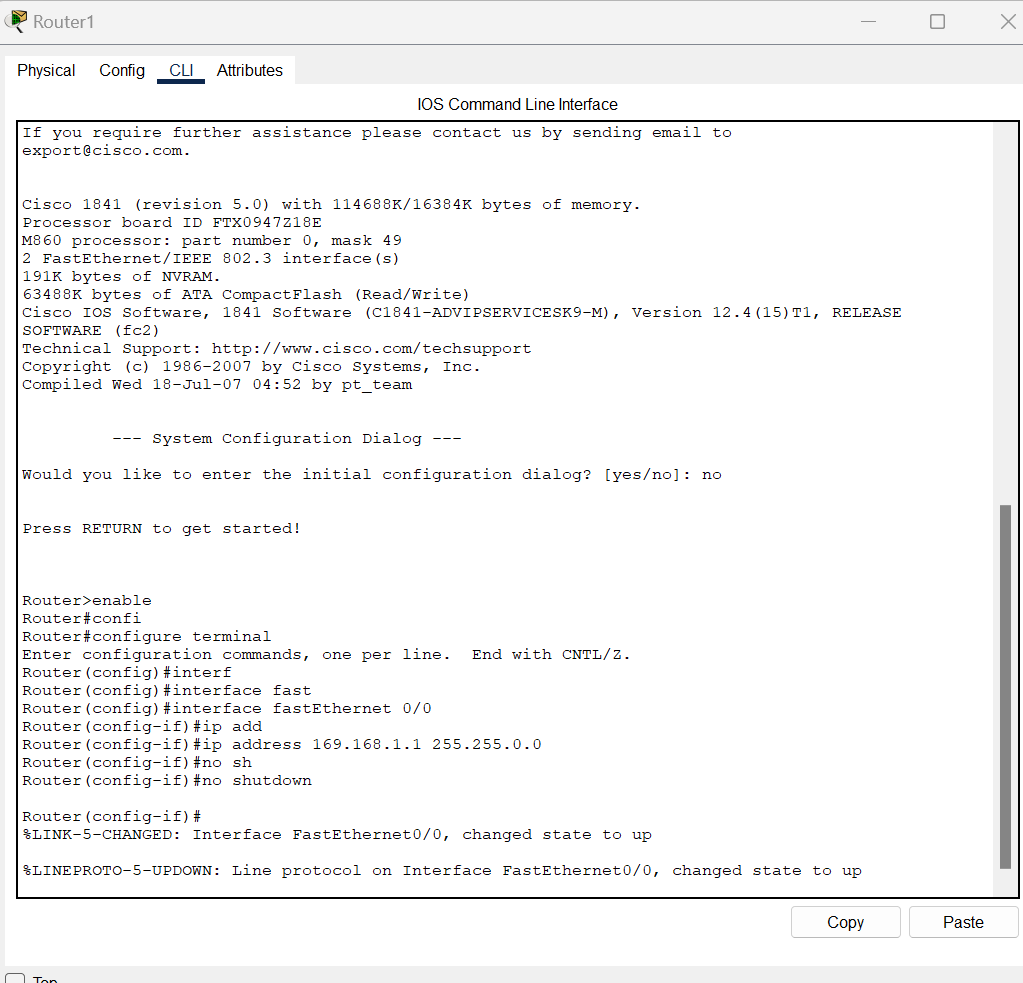 Router1
Physical Config CLI Attributes
IOS Command Line Interface
If you require further assistance please contact us by sending email to
export@cisco.com.
Cisco 1841 (revision 5.0) with 114688K/16384K bytes of memory.
Processor board ID FTX0947Z18E
M860 processor: part number 0, mask 49
2 FastEthernet/IEEE 802.3 interface(s)
191K bytes of NVRAM.
63488K bytes of ATA CompactFlash (Read/Write)
Cisco IOS Software, 1841 Software (C1841-ADVIPSERVICESK9-M), Version 12.4(15)T1, RELEASE
SOFTWARE (fc2)
Technical Support: http://www.cisco.com/techsupport
Copyright (c) 1986-2007 by Cisco Systems, Inc.
Compiled Wed 18-Jul-07 04:52 by pt_team
--- System Configuration Dialog ---
Would you like to enter the initial configuration dialog? [yes/no]: no
Press RETURN to get started!
Router>enable
Router#confi
Router#configure terminal
Enter configuration commands, one per line.  End with CNTL/Z.
Router(config)#interf
Router(config)#interface fast
Router(config)#interface fastEthernet 0/0
Router(config-if)#ip add
Router(config-if)#ip address 169.168.1.1 255.255.0.0
Router(config-if)#no sh
Router(config-if)#no shutdown
Router(config-if)#
%LINK-5-CHANGED: Interface FastEthernet0/0, changed state to up
%LINEPROTO-5-UPDOWN: Line protocol on Interface FastEthernet0/0, changed state to up
Copy Paste
Top